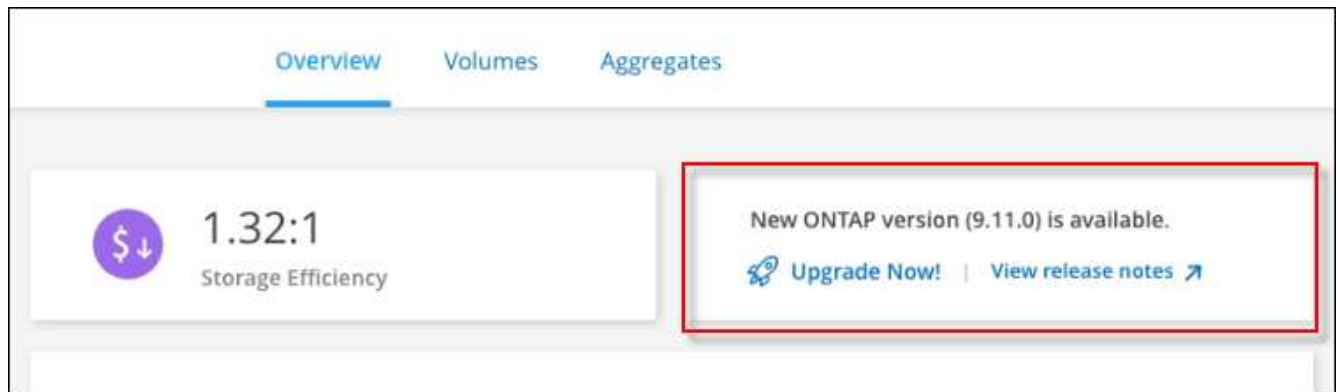 Overview Volumes Aggregates
1.32:1
Storage Efficiency
New ONTAP version (9.11.0) is available.
Upgrade Now! | View release notes